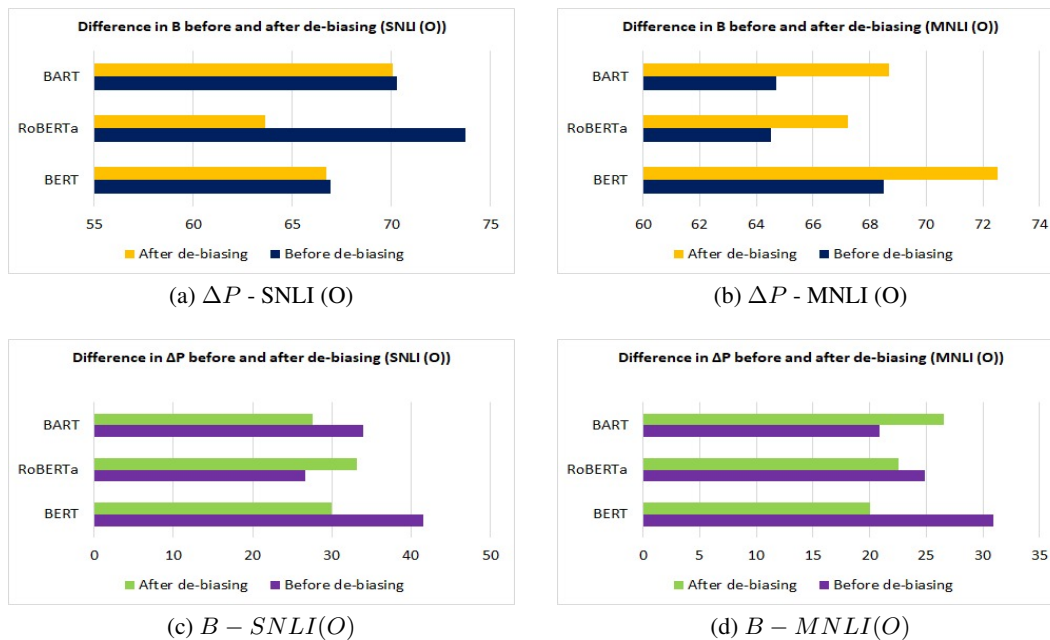 Difference in B before and after de-biasing (SNLI (O))
BART
RoBERTa
BERT
55 60 65 70 75
After de-biasing Before de-biasing
(a) ΔP - SNLI (O)
Difference in B before and after de-biasing (MNLI (O))
BART
RoBERTa
BERT
60 62 64 66 68 70 72 74
After de-biasing Before de-biasing
(b) ΔP - MNLI (O)
Difference in ΔP before and after de-biasing (SNLI (O))
BART
RoBERTa
BERT
0 10 20 30 40 50
After de-biasing Before de-biasing
(c) B − SNLI(O)
Difference in ΔP before and after de-biasing (MNLI (O))
BART
RoBERTa
BERT
0 5 10 15 20 25 30 35
After de-biasing Before de-biasing
(d) B − MNLI(O)